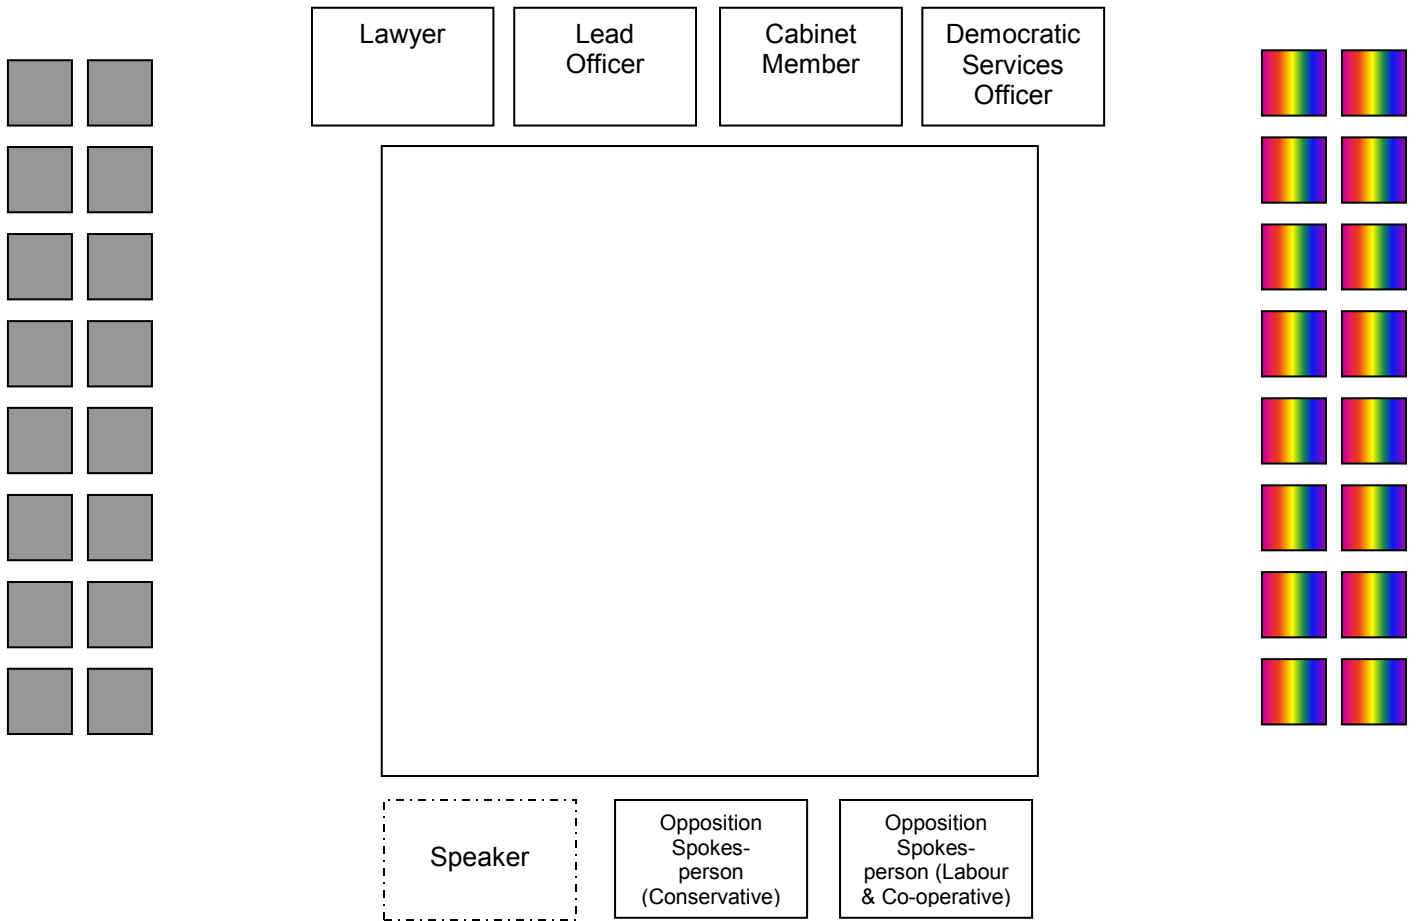 Lawyer
Lead
Officer
Cabinet
Member
Democratic
Services
Officer
Speaker
Opposition
Spokes-
person
(Conservative)
Opposition
Spokes-
person (Labour
& Co-operative)